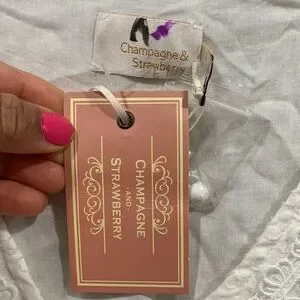 Champagne &
Strawberry
CHAMPAGNE
- AND -
STRAWBERRY